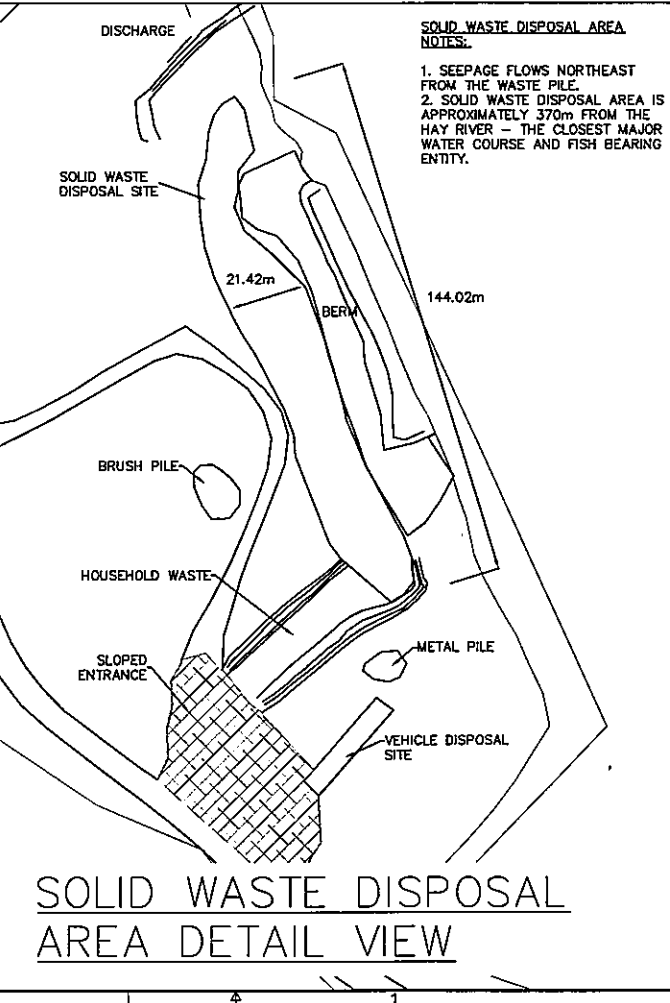 DISCHARGE
SOLID WASTE DISPOSAL AREA
NOTES:
1. SEEPAGE FLOWS NORTHEAST
FROM THE WASTE PILE.
2. SOLID WASTE DISPOSAL AREA IS
APPROXIMATELY 370m FROM THE
HAY RIVER – THE CLOSEST MAJOR
WATER COURSE AND FISH BEARING
ENTITY.
SOLID WASTE
DISPOSAL SITE
21.42m
144.02m
BERM
BRUSH PILE
HOUSEHOLD WASTE
METAL PILE
SLOPED
ENTRANCE
VEHICLE DISPOSAL
SITE
SOLID WASTE DISPOSAL
AREA DETAIL VIEW